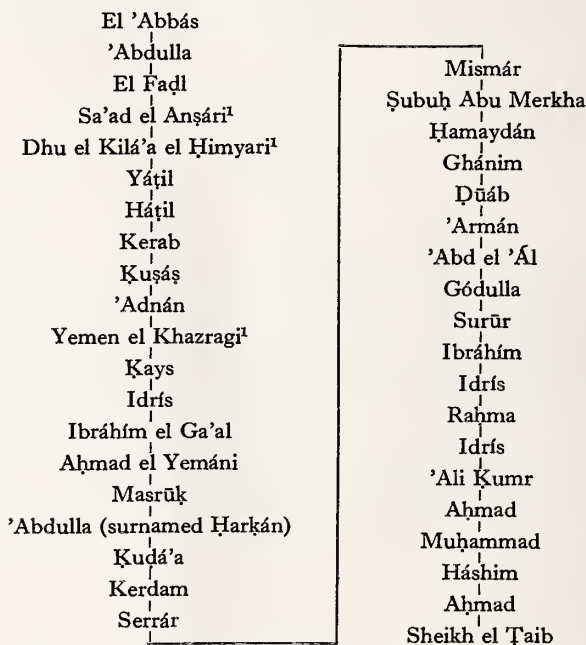 El ’Abbás
’Abdulla
El Faḍl
Sa’ad el Anṣári¹
Dhu el Kilá’a el Ḥimyari¹
Yáṭil
Háṭil
Kerab
Ḳuṣáṣ
’Adnán
Yemen el Khazragi¹
Ḳays
Idrís
Ibráhím el Ga’al
Aḥmad el Yemáni
Masrūḳ
’Abdulla (surnamed Ḥarḳán)
Ḳuḍá’a
Kerdam
Serrár
Mismár
Ṣubuḥ Abu Merkha
Ḥamaydán
Ghánim
Ḍūáb
’Armán
’Abd el ’Ál
Gódulla
Surūr
Ibráhím
Idrís
Raḥma
Idrís
’Ali Ḳumr
Aḥmad
Muḥammad
Háshim
Aḥmad
Sheikh el Ṭaib